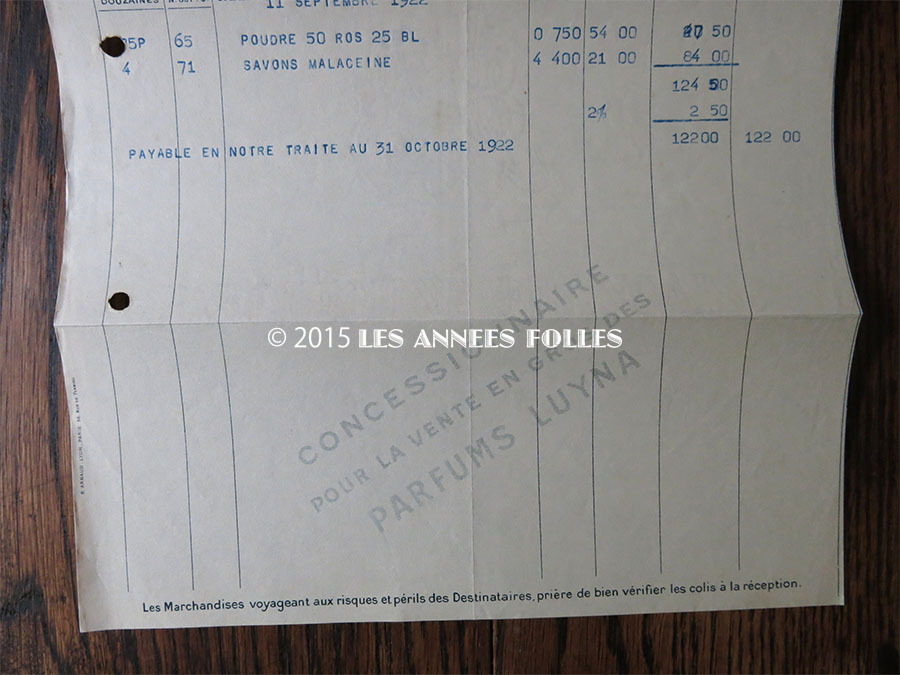 DOUZAINES
11 SEPTEMBRE 1922
75P 65 POUDRE 50 ROS 25 BL 0 750 54 00 50
4 71 SAVONS MALACEINE 4 400 21 00 84 00
124 50
2% 2 50
PAYABLE EN NOTRE TRAITE AU 31 OCTOBRE 1922 12200 122 00
© 2015 LES ANNEES FOLLES
CONCESSIONNAIRE
POUR LA VENTE EN GROS DES
PARFUMS LUYNA
Les Marchandises voyageant aux risques et périls des Destinataires, prière de bien vérifier les colis à la réception.